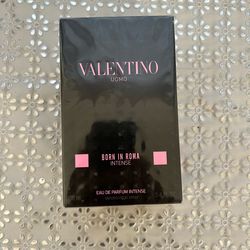 VALENTINO
UOMO
BORN IN ROMA
INTENSE
EAU DE PARFUM INTENSE